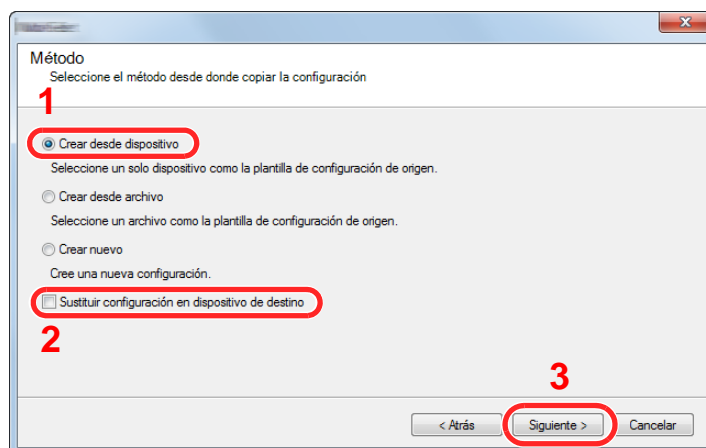 Método
Seleccione el método desde donde copiar la configuración
1
Crear desde dispositivo
Seleccione un solo dispositivo como la plantilla de configuración de origen.
Crear desde archivo
Seleccione un archivo como la plantilla de configuración de origen.
Crear nuevo
Cree una nueva configuración.
Sustituir configuración en dispositivo de destino
2
3
< Atrás
Siguiente >
Cancelar